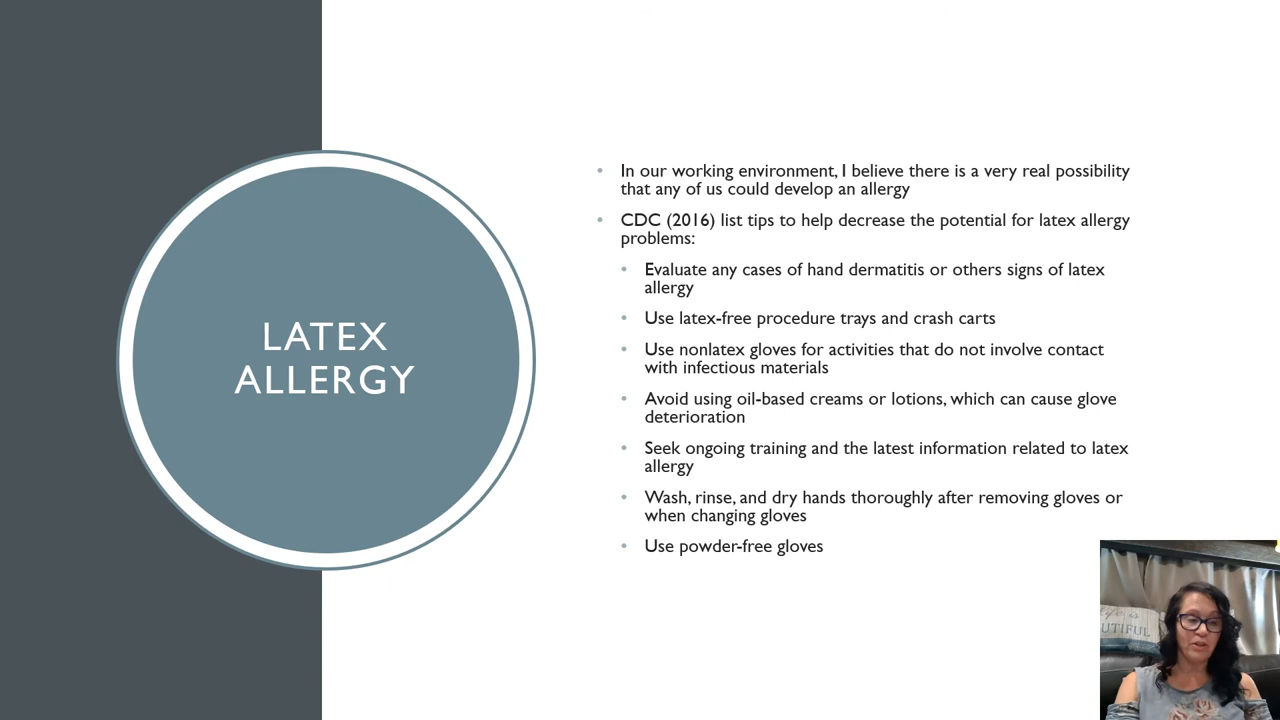 LATEX
ALLERGY
In our working environment, I believe there is a very real possibility
that any of us could develop an allergy
CDC (2016) list tips to help decrease the potential for latex allergy
problems:
Evaluate any cases of hand dermatitis or others signs of latex
allergy
Use latex-free procedure trays and crash carts
Use nonlatex gloves for activities that do not involve contact
with infectious materials
Avoid using oil-based creams or lotions, which can cause glove
deterioration
Seek ongoing training and the latest information related to latex
allergy
Wash, rinse, and dry hands thoroughly after removing gloves or
when changing gloves
Use powder-free gloves
is